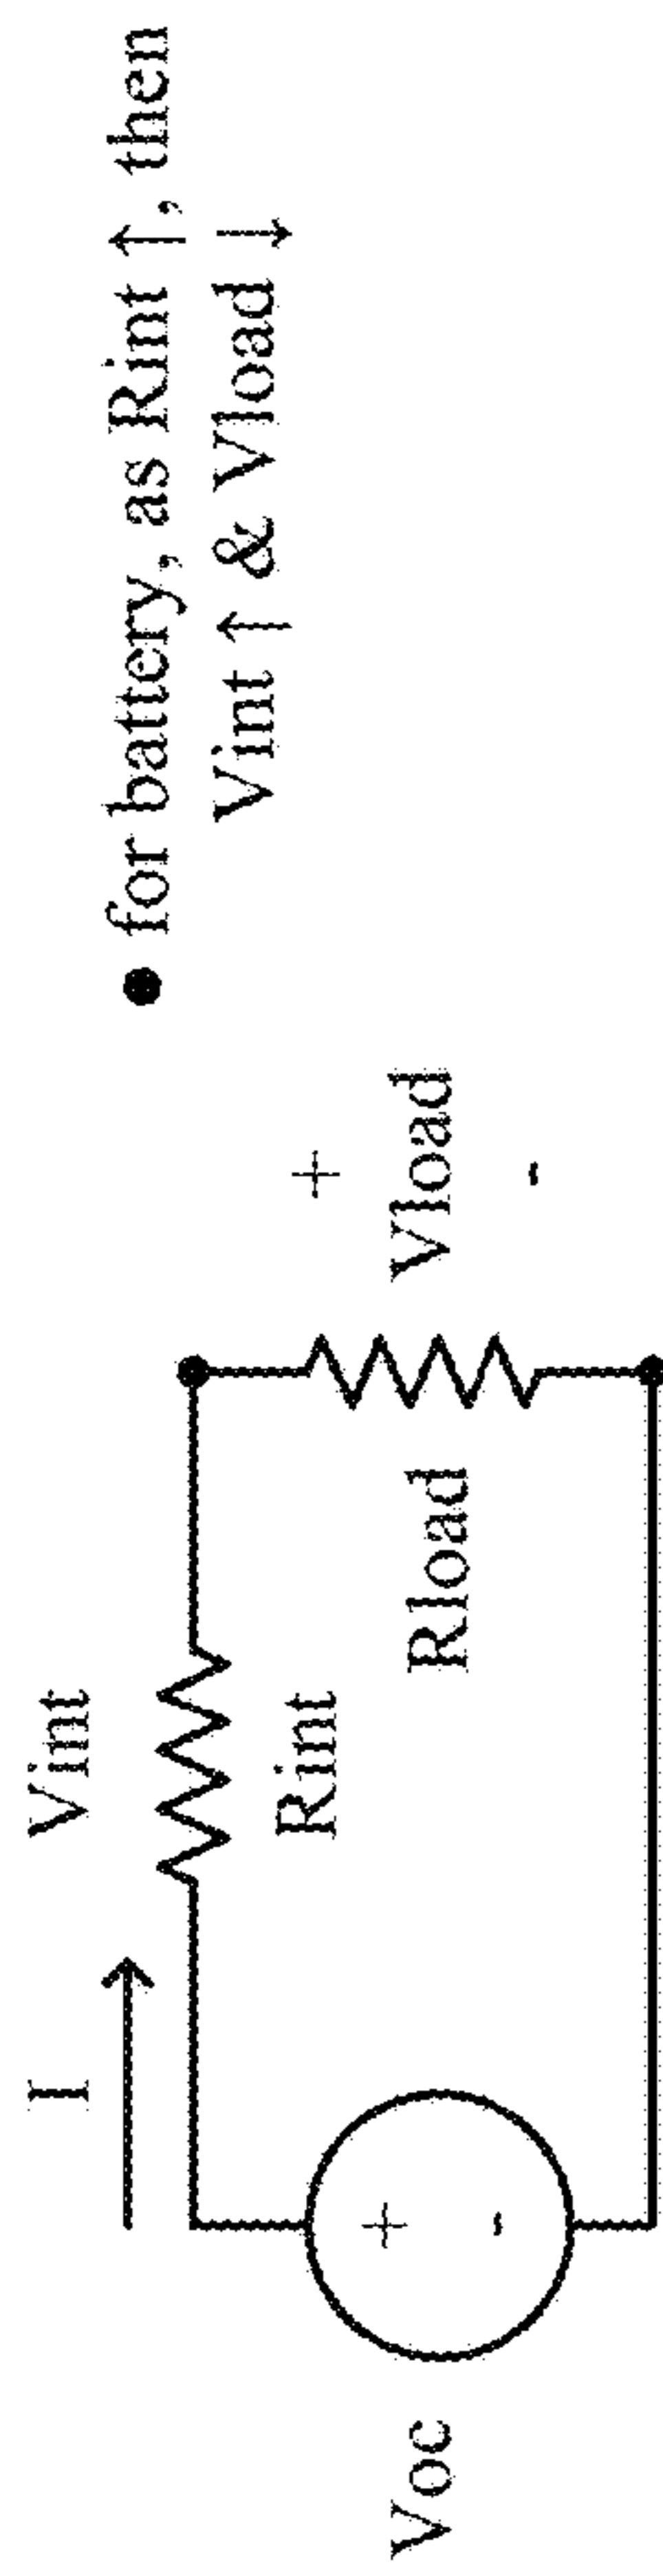 I
Vint
Rint
Voc
+
-
Rload
+
Vload
-
● for battery, as Rint ↑, then
Vint ↑ & Vload ↓